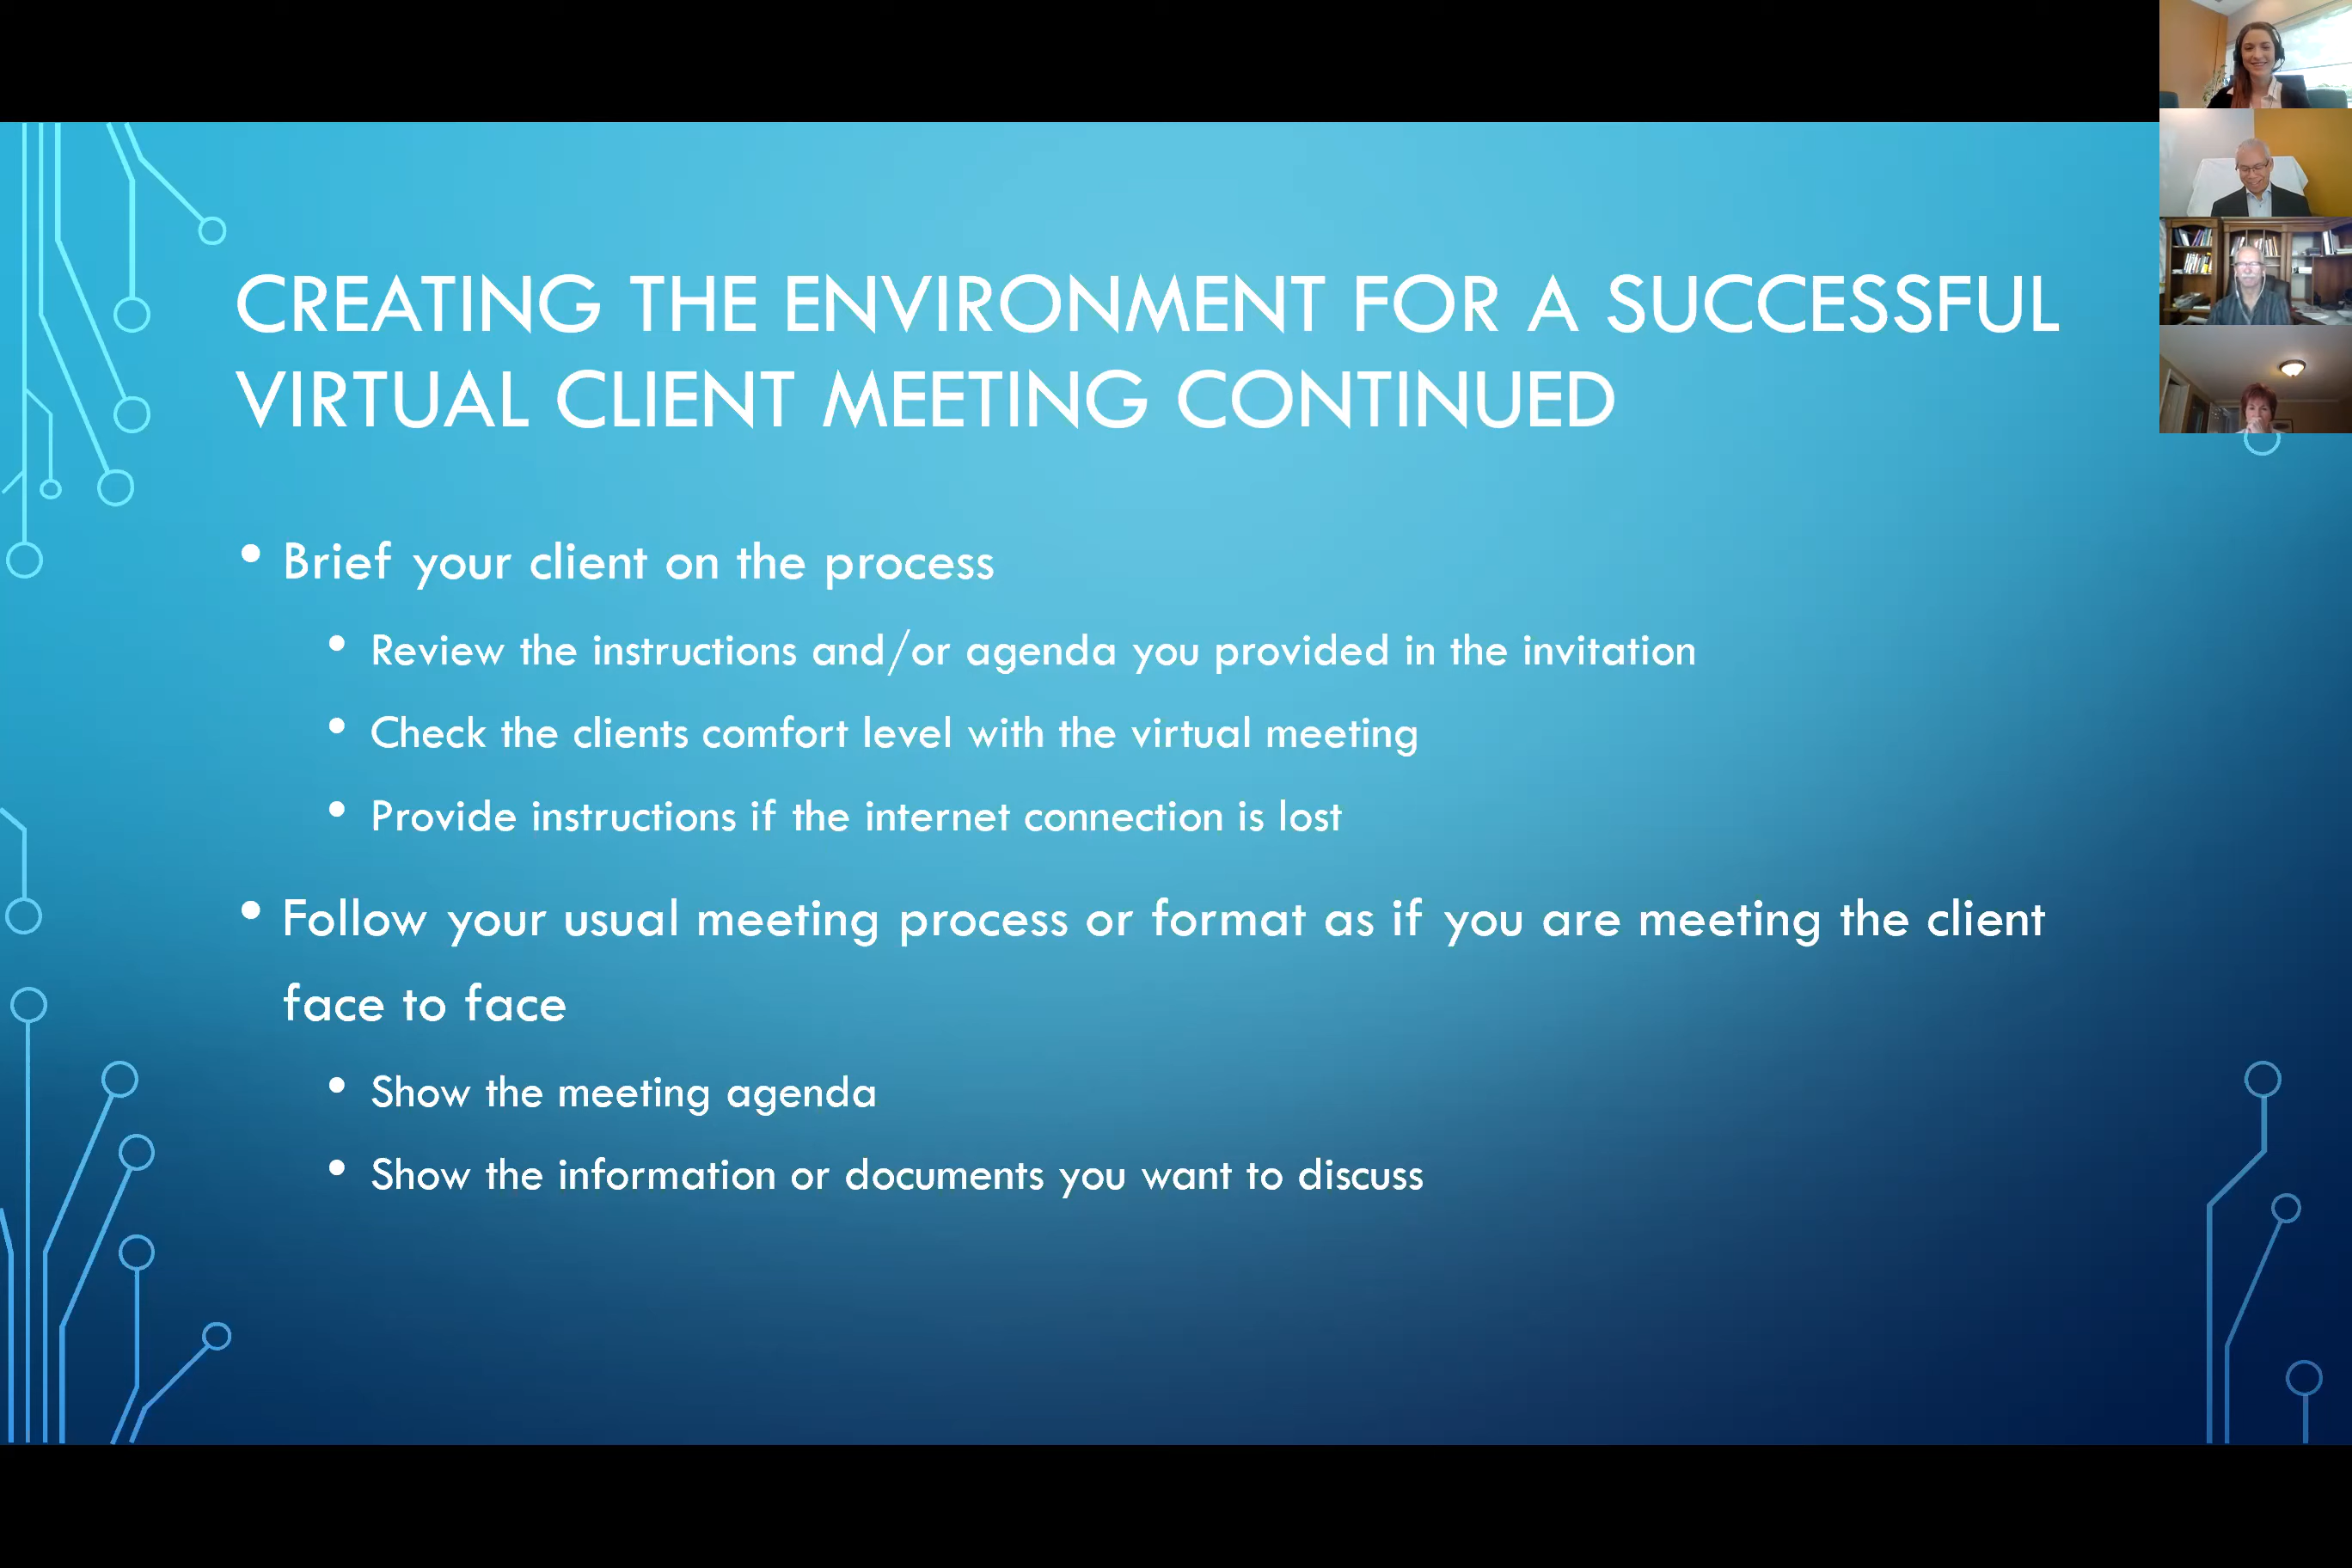 CREATING THE ENVIRONMENT FOR A SUCCESSFUL
VIRTUAL CLIENT MEETING CONTINUED
• Brief your client on the process
• Review the instructions and/or agenda you provided in the invitation
• Check the clients comfort level with the virtual meeting
• Provide instructions if the internet connection is lost
• Follow your usual meeting process or format as if you are meeting the client
face to face
• Show the meeting agenda
• Show the information or documents you want to discuss